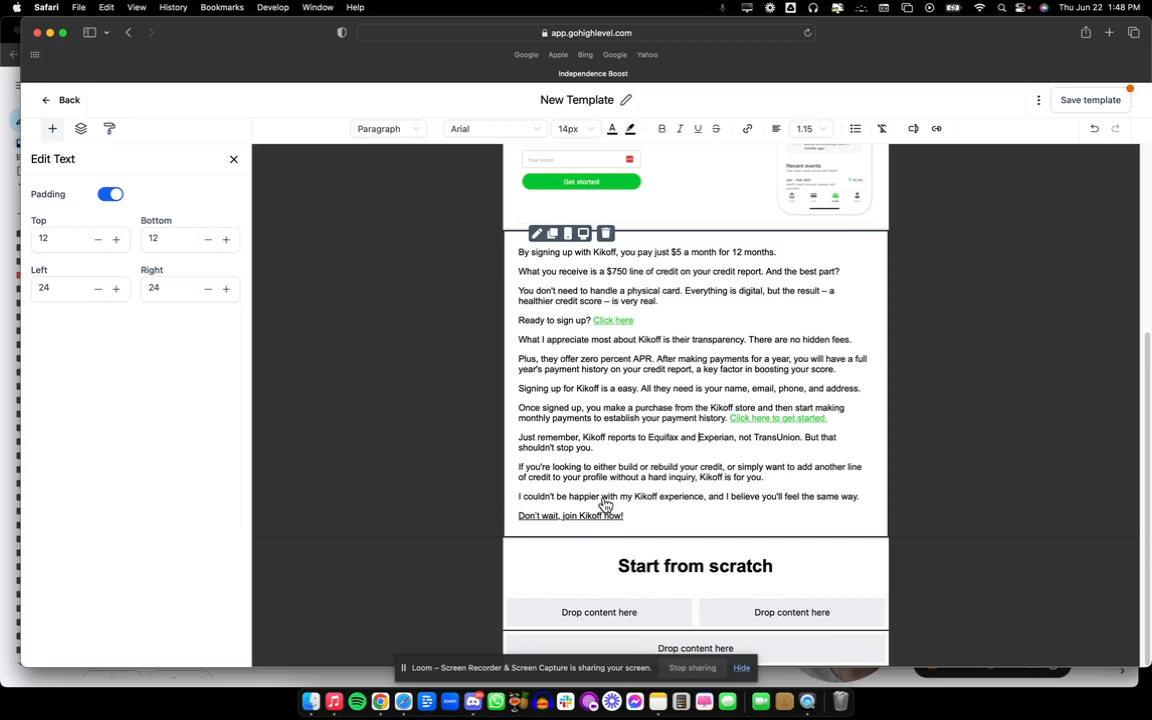 Safari File Edit View History Bookmarks Develop Window Help Thu Jun 22 1:48 PM
app.gohighlevel.com
Google Apple Bing Google Yahoo
Independence Boost
Back New Template Save template
Paragraph Arial 14px A B I U S 1.15
Edit Text
Padding
Top Bottom
12 12
Left Right
24 24
Your email
Get started
months ago!
Recent events
By signing up with Kikoff, you pay just $5 a month for 12 months.
What you receive is a $750 line of credit on your credit report. And the best part?
You don't need to handle a physical card. Everything is digital, but the result – a
healthier credit score – is very real.
Ready to sign up? Click here
What I appreciate most about Kikoff is their transparency. There are no hidden fees.
Plus, they offer zero percent APR. After making payments for a year, you will have a full
year's payment history on your credit report, a key factor in boosting your score.
Signing up for Kikoff is a easy. All they need is your name, email, phone, and address.
Once signed up, you make a purchase from the Kikoff store and then start making
monthly payments to establish your payment history. Click here to get started.
Just remember, Kikoff reports to Equifax and Experian, not TransUnion. But that
shouldn't stop you.
If you're looking to either build or rebuild your credit, or simply want to add another line
of credit to your profile without a hard inquiry, Kikoff is for you.
I couldn't be happier with my Kikoff experience, and I believe you'll feel the same way.
Don't wait, join Kikoff now!
Start from scratch
Drop content here Drop content here
Drop content here
Loom – Screen Recorder & Screen Capture is sharing your screen. Stop sharing Hide